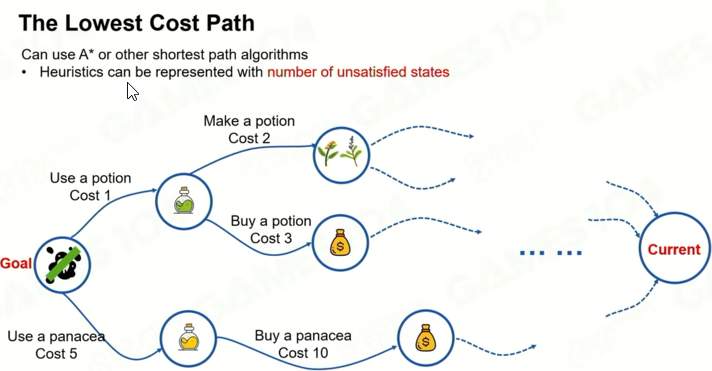 The Lowest Cost Path
Can use A* or other shortest path algorithms
• Heuristics can be represented with number of unsatisfied states
Make a potion
Cost 2
Use a potion
Cost 1
Buy a potion
Cost 3
$
Goal
... ...
Current
Use a panacea
Cost 5
Buy a panacea
Cost 10
$
GAMES 104